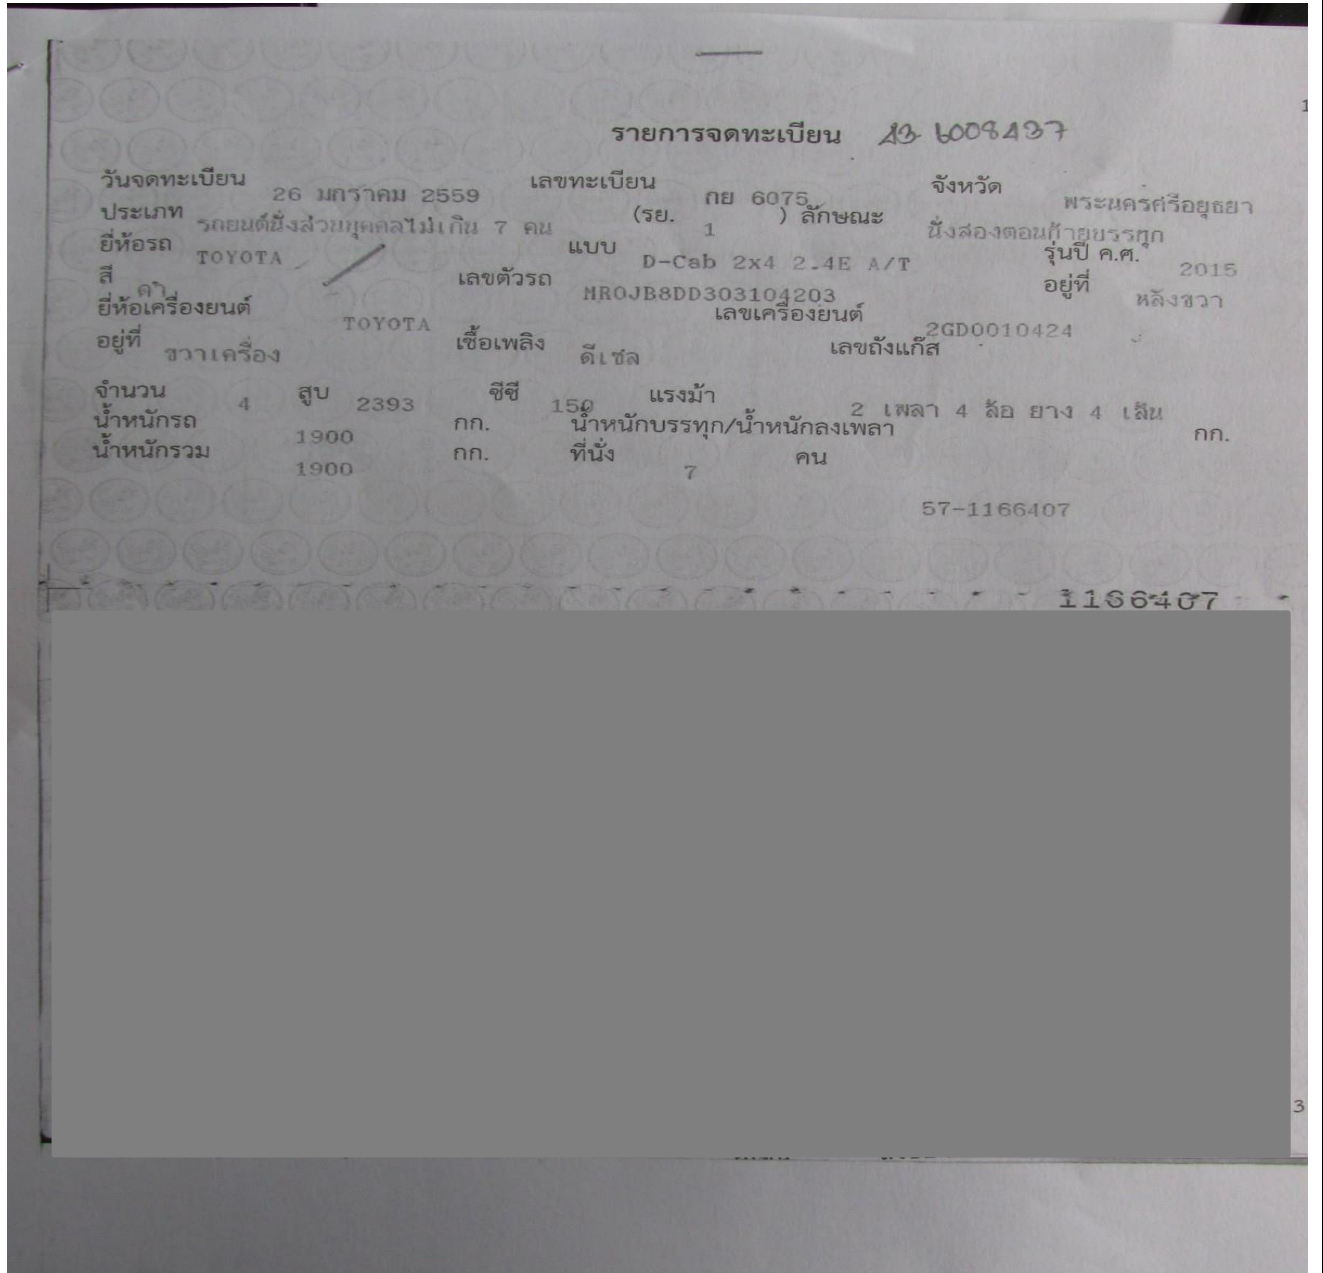 1
รายการจดทะเบียน 43-6008437
วันจดทะเบียน 26 มกราคม 2559 เลขทะเบียน กย 6075 จังหวัด พระนครศรีอยุธยา
ประเภท รถยนต์นั่งส่วนบุคคลไม่เกิน 7 คน (รย. 1 ) ลักษณะ นั่งสองตอนท้ายบรรทุก
ยี่ห้อรถ TOYOTA แบบ D-Cab 2x4 2.4E A/T รุ่นปี ค.ศ. 2015
สี ดำ เลขตัวรถ MR0JB8DD303104203 อยู่ที่ หลังขวา
ยี่ห้อเครื่องยนต์ TOYOTA เลขเครื่องยนต์ 2GD0010424
อยู่ที่ ขวาเครื่อง เชื้อเพลิง ดีเซล เลขถังแก๊ส
จำนวน 4 สูบ 2393 ซีซี 150 แรงม้า 2 เพลา 4 ล้อ ยาง 4 เส้น
น้ำหนักรถ 1900 กก. น้ำหนักบรรทุก/น้ำหนักลงเพลา กก.
น้ำหนักรวม 1900 กก. ที่นั่ง 7 คน
57-1166407
1166407
3